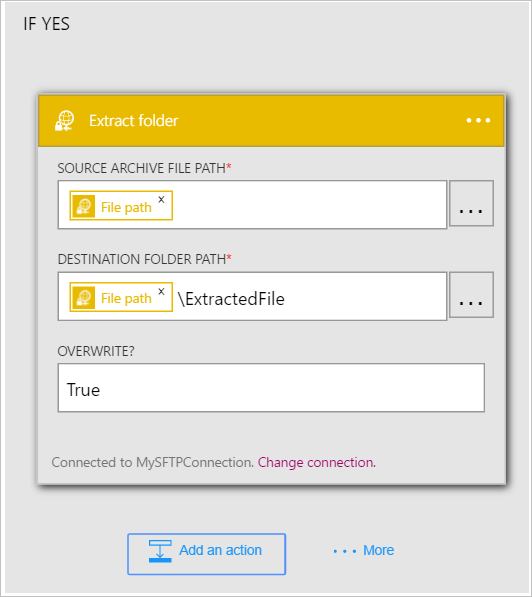 IF YES
Extract folder
SOURCE ARCHIVE FILE PATH*
File path x
...
DESTINATION FOLDER PATH*
File path x \ExtractedFile
...
OVERWRITE?
True
Connected to MySFTPConnection. Change connection.
Add an action ... More